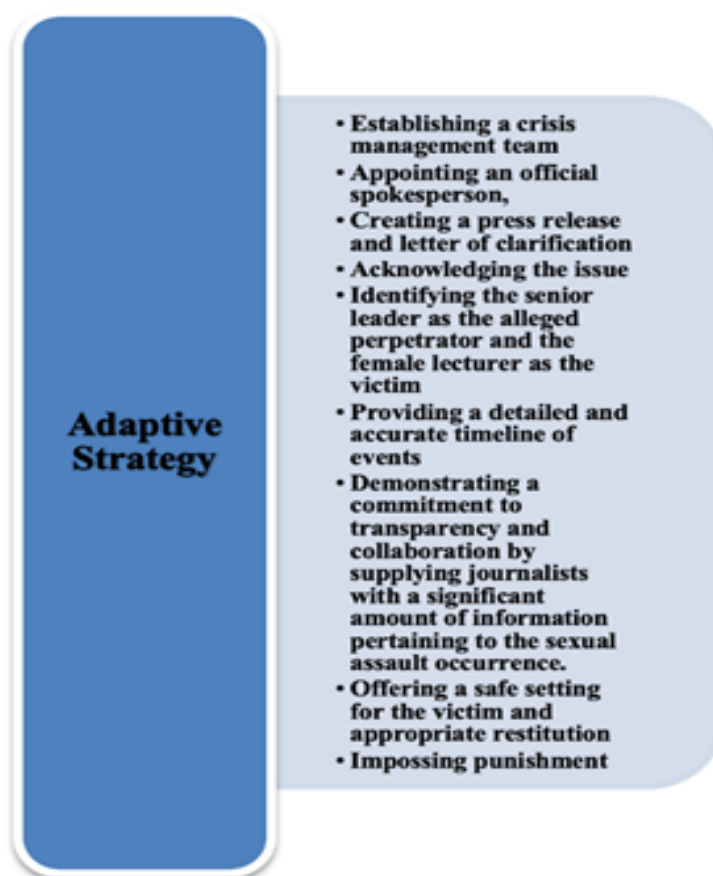 Adaptive
Strategy
• Establishing a crisis
management team
• Appointing an official
spokesperson,
• Creating a press release
and letter of clarification
• Acknowledging the issue
• Identifying the senior
leader as the alleged
perpetrator and the
female lecturer as the
victim
• Providing a detailed and
accurate timeline of
events
• Demonstrating a
commitment to
transparency and
collaboration by
supplying journalists
with a significant
amount of information
pertaining to the sexual
assault occurrence.
• Offering a safe setting
for the victim and
appropriate restitution
• Impossing punishment